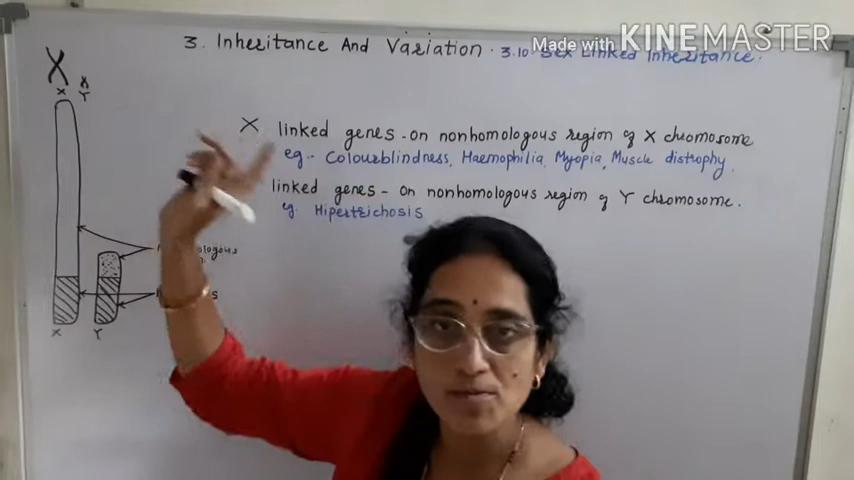 3. Inheritance And Variation. 3.10. Sex Linked Inheritance.
Made with KINEMASTER
X
X X
Y
X linked genes - on nonhomologous region of X chromosome
eg:- Colourblindness, Haemophilia, Myopia, Muscle distrophy.
linked genes - on nonhomologous region of Y chromosome.
eg. Hipertrichosis
X Y